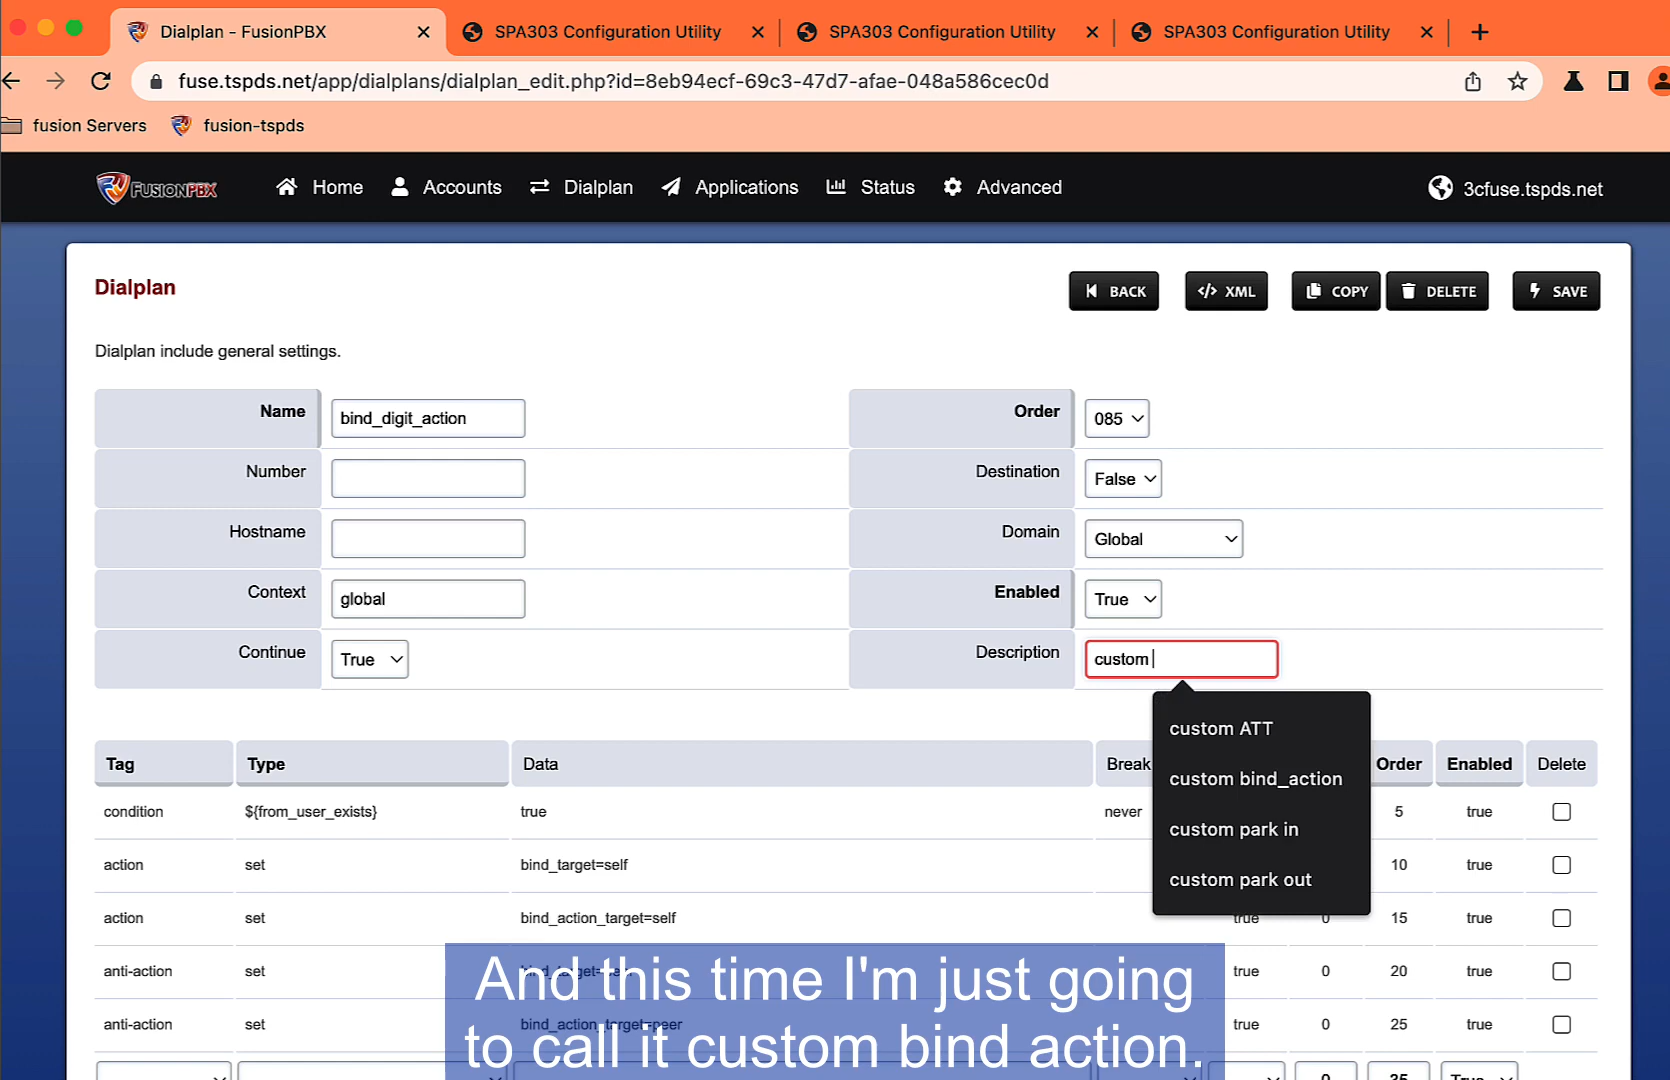 Dialplan - FusionPBX
SPA303 Configuration Utility
SPA303 Configuration Utility
SPA303 Configuration Utility
fuse.tspds.net/app/dialplans/dialplan_edit.php?id=8eb94ecf-69c3-47d7-afae-048a586cec0d
fusion Servers
fusion-tspds
FUSIONPBX
Home
Accounts
Dialplan
Applications
Status
Advanced
3cfuse.tspds.net
Dialplan
BACK
XML
COPY
DELETE
SAVE
Dialplan include general settings.
Name
bind_digit_action
Order
085
Number
Destination
False
Hostname
Domain
Global
Context
global
Enabled
True
Continue
True
Description
custom
custom ATT
custom bind_action
custom park in
custom park out
Tag Type Data Break Order Enabled Delete
condition ${from_user_exists} true never 5 true
action set bind_target=self 10 true
action set bind_action_target=self true 0 15 true
anti-action set bind_target=peer true 0 20 true
anti-action set bind_action_target=peer true 0 25 true
0 35 True
And this time I'm just going
to call it custom bind action.